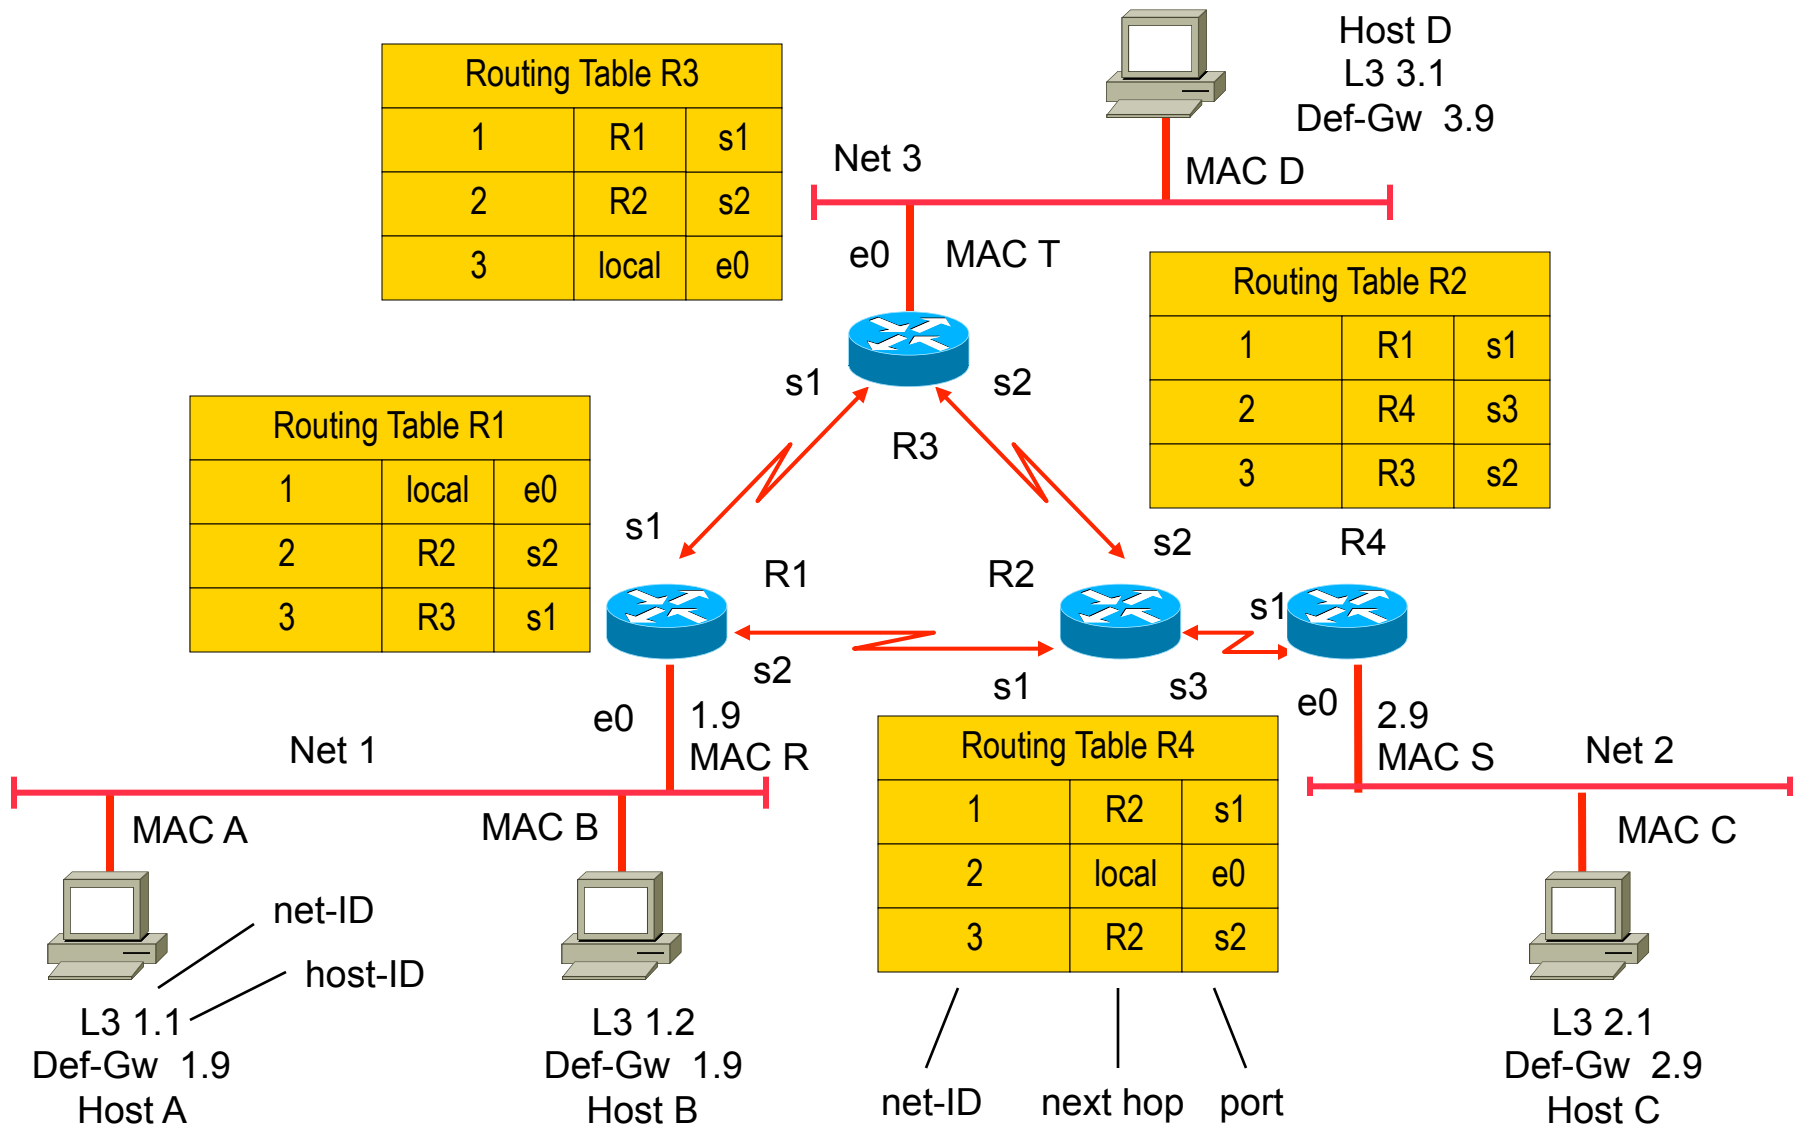 Host D
L3 3.1
Def-Gw 3.9
Routing Table R3
1 R1 s1
2 R2 s2
3 local e0
Net 3
MAC D
e0
MAC T
Routing Table R2
1 R1 s1
2 R4 s3
3 R3 s2
s1
s2
R3
Routing Table R1
1 local e0
2 R2 s2
3 R3 s1
s1
s2
R4
R1
R2
s1
s2
s1
s3
e0
1.9
MAC R
e0
2.9
MAC S
Net 1
Net 2
Routing Table R4
1 R2 s1
2 local e0
3 R2 s2
MAC A
MAC B
MAC C
net-ID
host-ID
L3 1.1
Def-Gw 1.9
Host A
L3 1.2
Def-Gw 1.9
Host B
net-ID
next hop
port
L3 2.1
Def-Gw 2.9
Host C